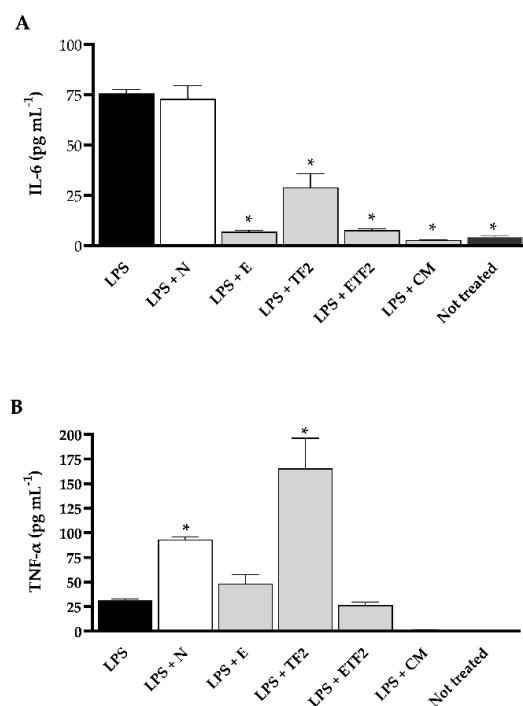 A
IL-6 (pg mL-1)
100
75
50
25
0
* * * * *
LPS
LPS + N
LPS + E
LPS + TF2
LPS + ETF2
LPS + CM
Not treated
B
TNF-α (pg mL-1)
200
175
150
125
100
75
50
25
0
* *
LPS
LPS + N
LPS + E
LPS + TF2
LPS + ETF2
LPS + CM
Not treated